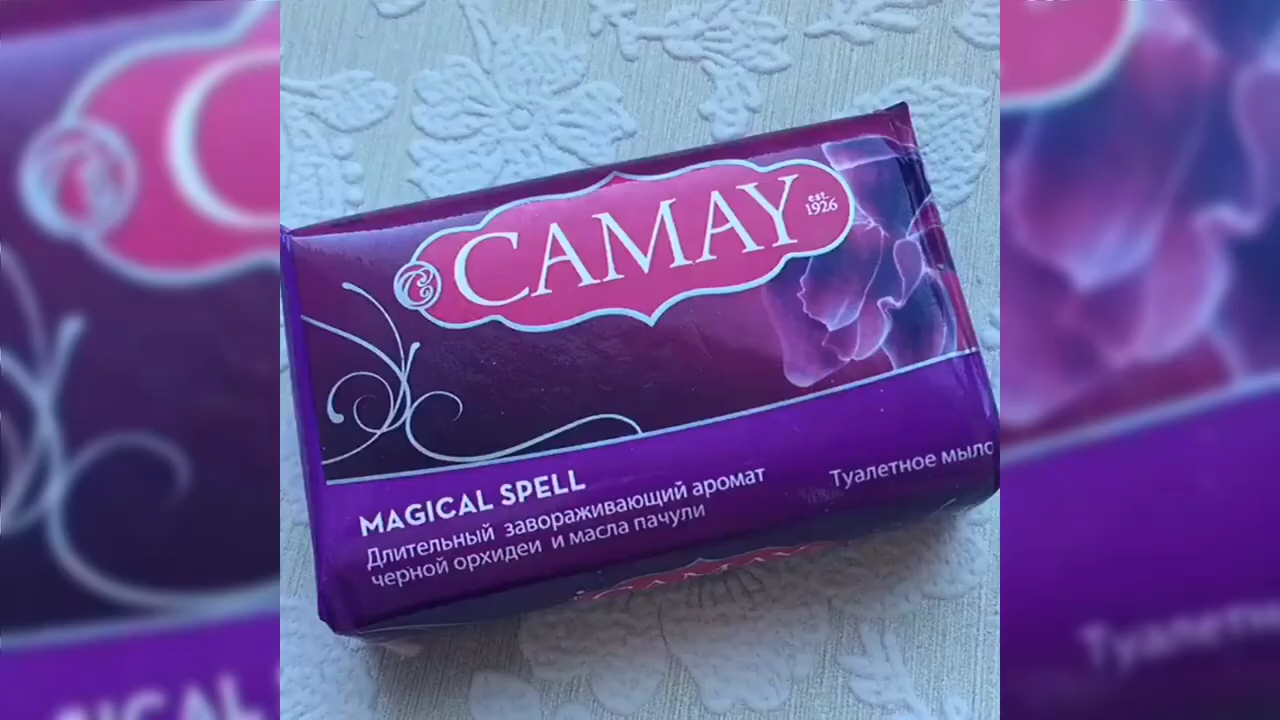 CAMAY
est.
1926
MAGICAL SPELL
Длительный завораживающий аромат
черной орхидеи и масла пачули
Туалетное мыло